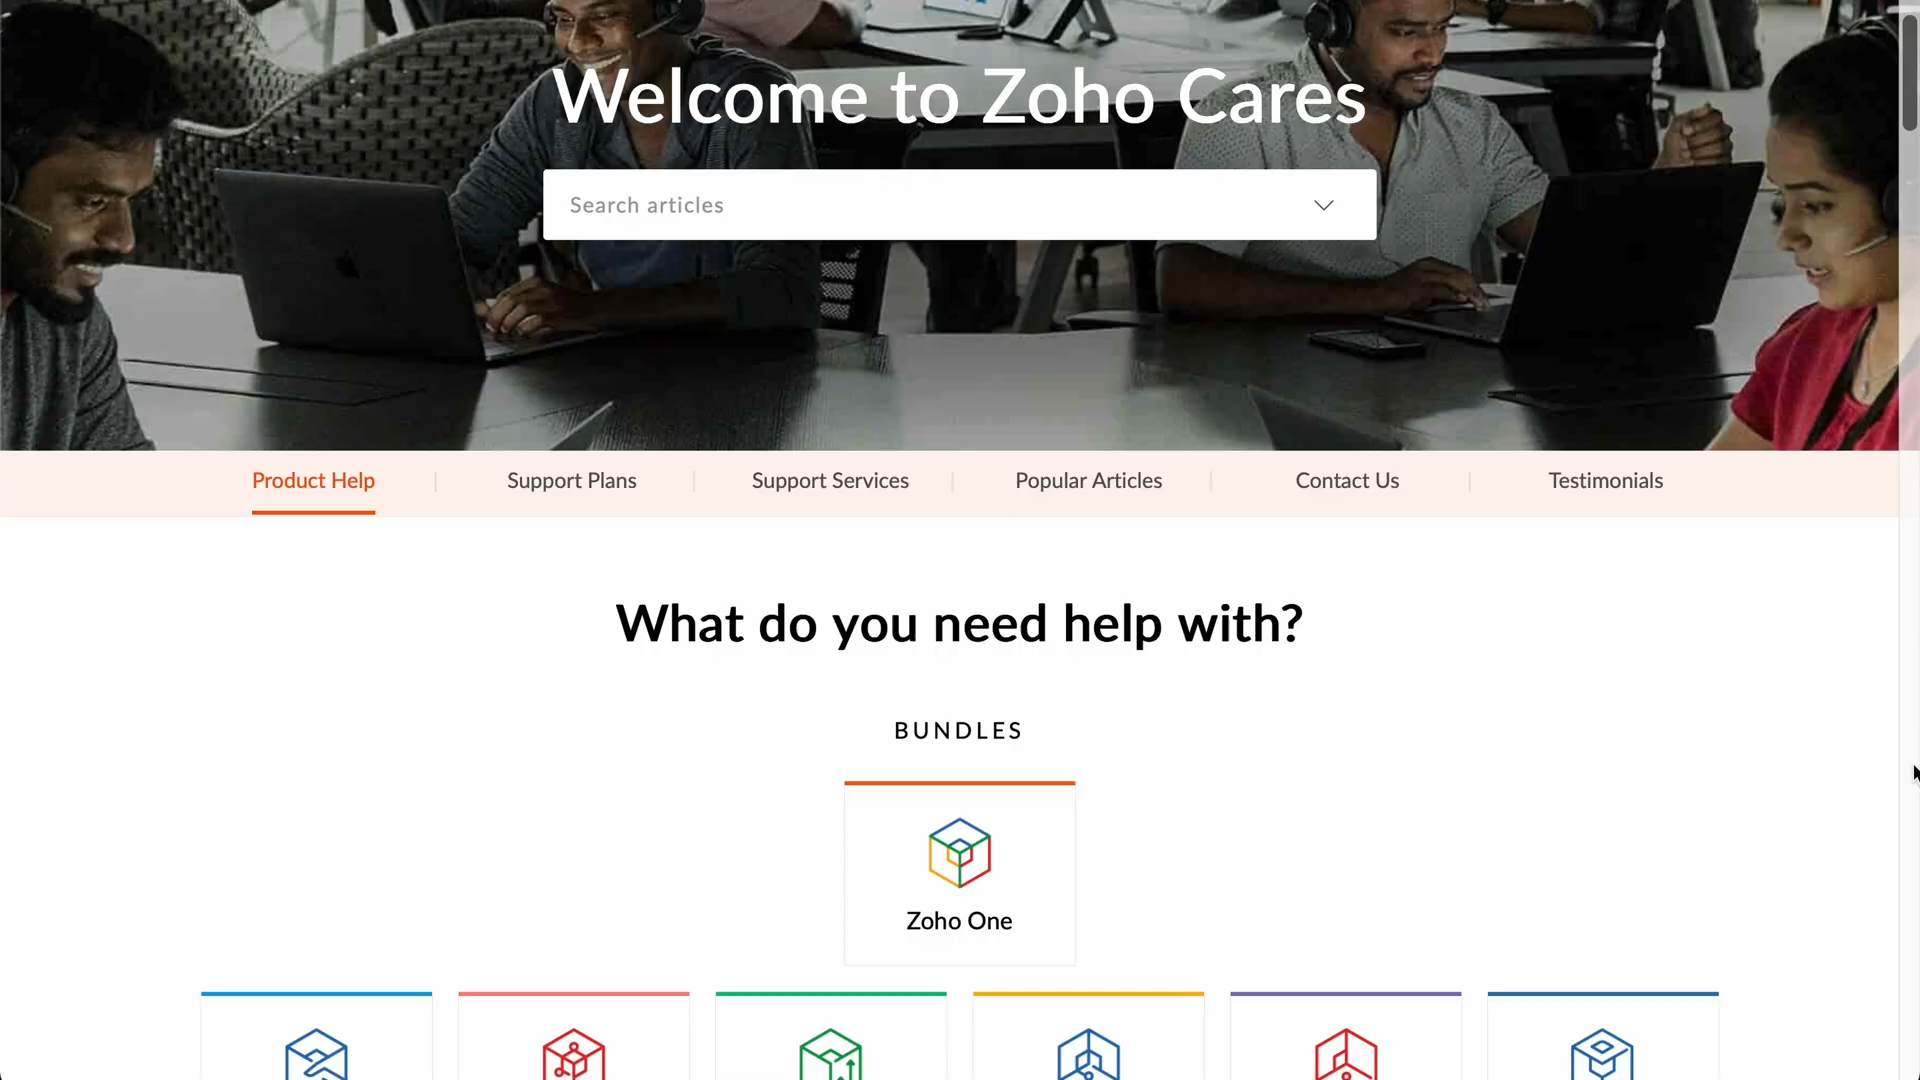 Welcome to Zoho Cares
Search articles
Product Help
Support Plans
Support Services
Popular Articles
Contact Us
Testimonials
What do you need help with?
BUNDLES
Zoho One